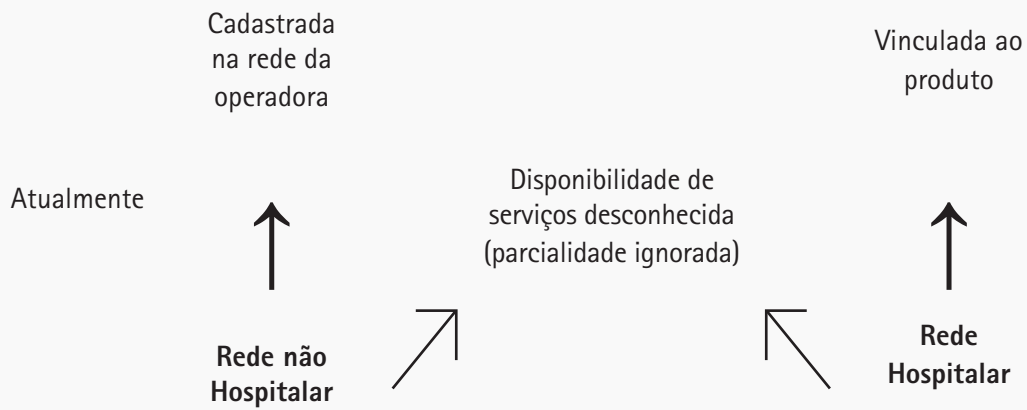 Cadastrada
na rede da
operadora
Vinculada ao
produto
Atualmente
Disponibilidade de
serviços desconhecida
(parcialidade ignorada)
Rede não
Hospitalar
Rede
Hospitalar